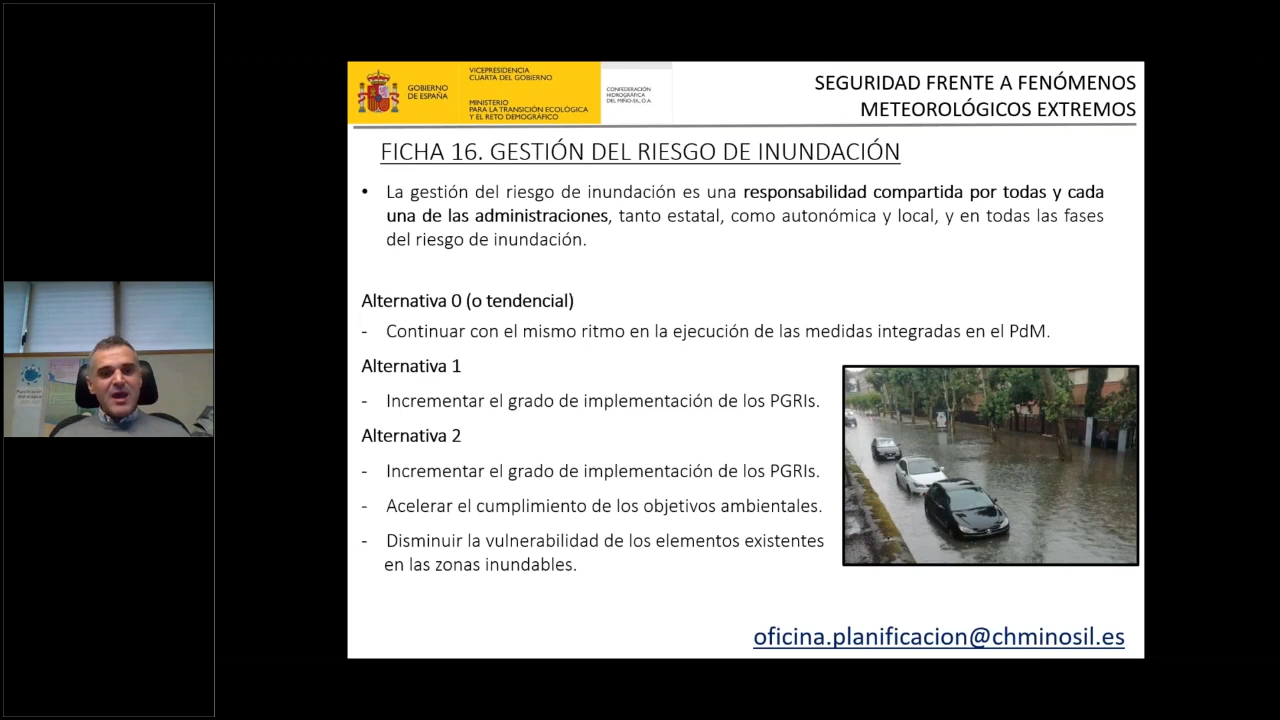 GOBIERNO
DE ESPAÑA
VICEPRESIDENCIA
CUARTA DEL GOBIERNO
MINISTERIO
PARA LA TRANSICIÓN ECOLÓGICA
Y EL RETO DEMOGRÁFICO
CONFEDERACIÓN
HIDROGRÁFICA
DEL MIÑO-SIL, O.A.
SEGURIDAD FRENTE A FENÓMENOS
METEOROLÓGICOS EXTREMOS
FICHA 16. GESTIÓN DEL RIESGO DE INUNDACIÓN
• La gestión del riesgo de inundación es una responsabilidad compartida por todas y cada
una de las administraciones, tanto estatal, como autonómica y local, y en todas las fases
del riesgo de inundación.
Alternativa 0 (o tendencial)
- Continuar con el mismo ritmo en la ejecución de las medidas integradas en el PdM.
Alternativa 1
- Incrementar el grado de implementación de los PGRIs.
Alternativa 2
- Incrementar el grado de implementación de los PGRIs.
- Acelerar el cumplimiento de los objetivos ambientales.
- Disminuir la vulnerabilidad de los elementos existentes
en las zonas inundables.
oficina.planificacion@chminosil.es